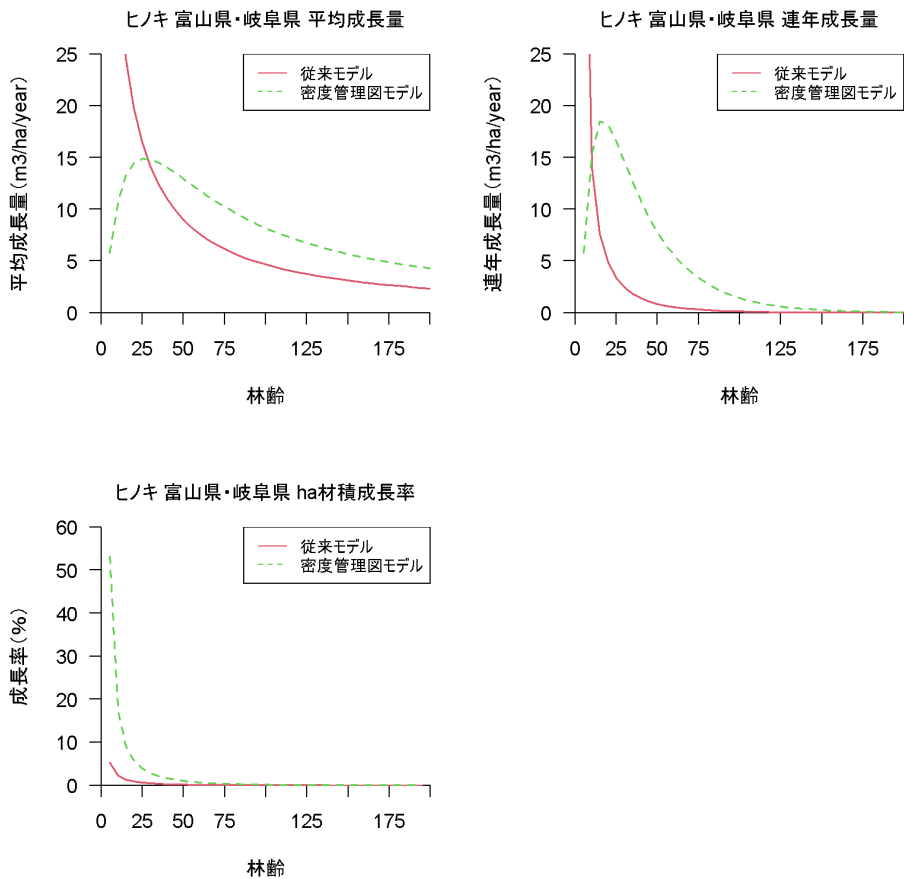 ヒノキ 富山県・岐阜県 平均成長量
平均成長量(m3/ha/year)
25
20
15
10
5
0
従来モデル
密度管理図モデル
0 25 50 75 100 125 175
林齢
ヒノキ 富山県・岐阜県 連年成長量
連年成長量(m3/ha/year)
25
20
15
10
5
0
従来モデル
密度管理図モデル
0 25 50 75 100 125 175
林齢
ヒノキ 富山県・岐阜県 ha材積成長率
成長率(%)
60
50
40
30
20
10
0
従来モデル
密度管理図モデル
0 25 50 75 100 125 175
林齢